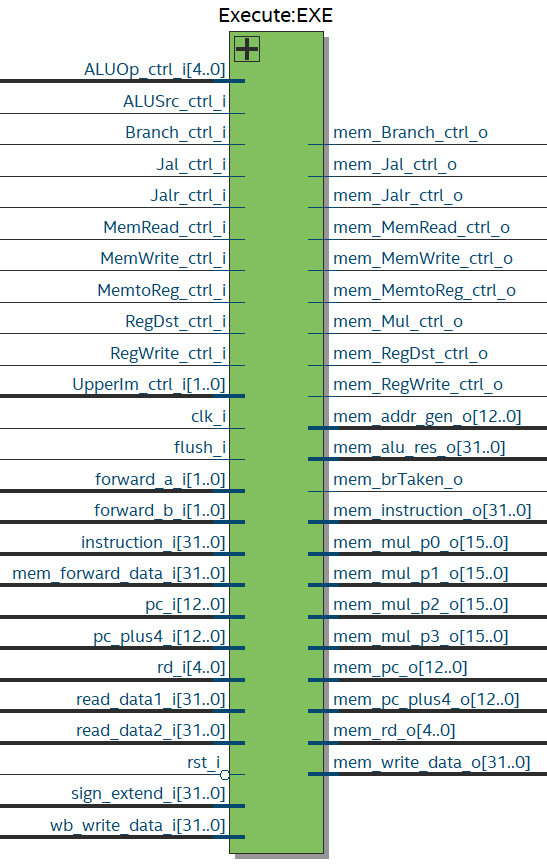 Execute:EXE
ALUOp_ctrl_i[4..0]
ALUSrc_ctrl_i
Branch_ctrl_i
Jal_ctrl_i
Jalr_ctrl_i
MemRead_ctrl_i
MemWrite_ctrl_i
MemtoReg_ctrl_i
RegDst_ctrl_i
RegWrite_ctrl_i
UpperIm_ctrl_i[1..0]
clk_i
flush_i
forward_a_i[1..0]
forward_b_i[1..0]
instruction_i[31..0]
mem_forward_data_i[31..0]
pc_i[12..0]
pc_plus4_i[12..0]
rd_i[4..0]
read_data1_i[31..0]
read_data2_i[31..0]
rst_i
sign_extend_i[31..0]
wb_write_data_i[31..0]
mem_Branch_ctrl_o
mem_Jal_ctrl_o
mem_Jalr_ctrl_o
mem_MemRead_ctrl_o
mem_MemWrite_ctrl_o
mem_MemtoReg_ctrl_o
mem_Mul_ctrl_o
mem_RegDst_ctrl_o
mem_RegWrite_ctrl_o
mem_addr_gen_o[12..0]
mem_alu_res_o[31..0]
mem_brTaken_o
mem_instruction_o[31..0]
mem_mul_p0_o[15..0]
mem_mul_p1_o[15..0]
mem_mul_p2_o[15..0]
mem_mul_p3_o[15..0]
mem_pc_o[12..0]
mem_pc_plus4_o[12..0]
mem_rd_o[4..0]
mem_write_data_o[31..0]